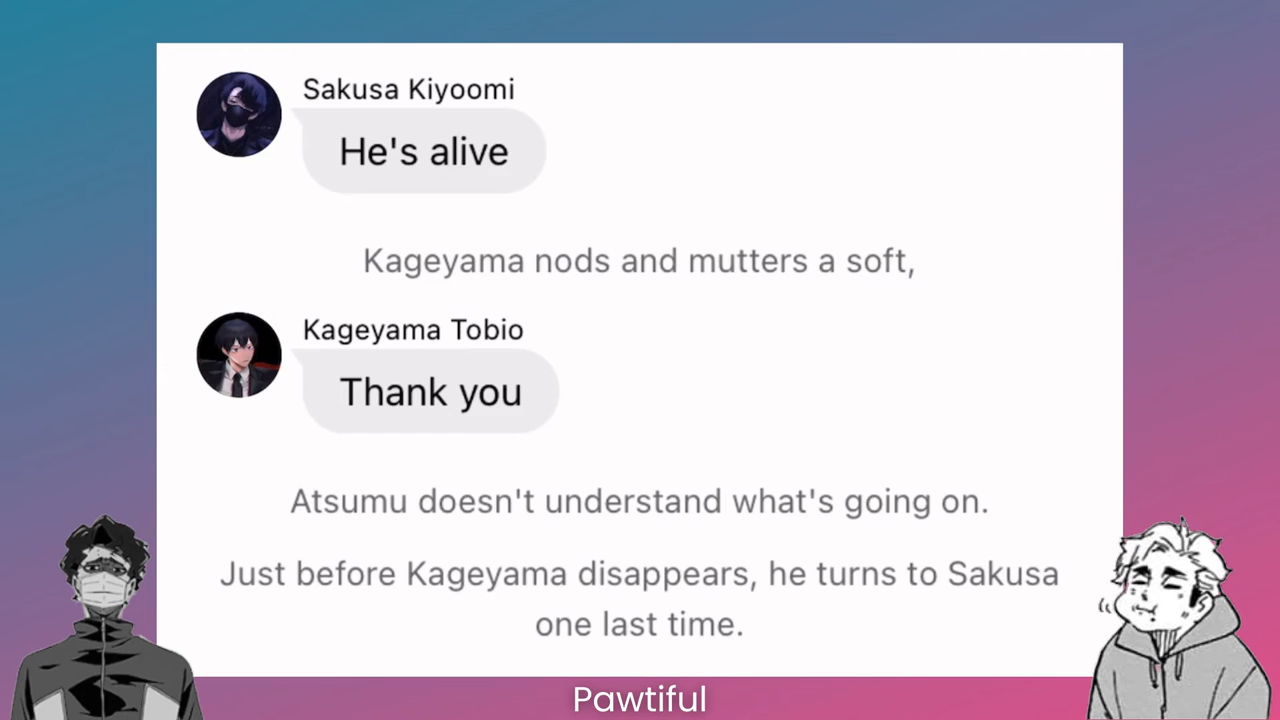 Sakusa Kiyoomi
He's alive
Kageyama nods and mutters a soft,
Kageyama Tobio
Thank you
Atsumu doesn't understand what's going on.
Just before Kageyama disappears, he turns to Sakusa
one last time.
Pawtiful